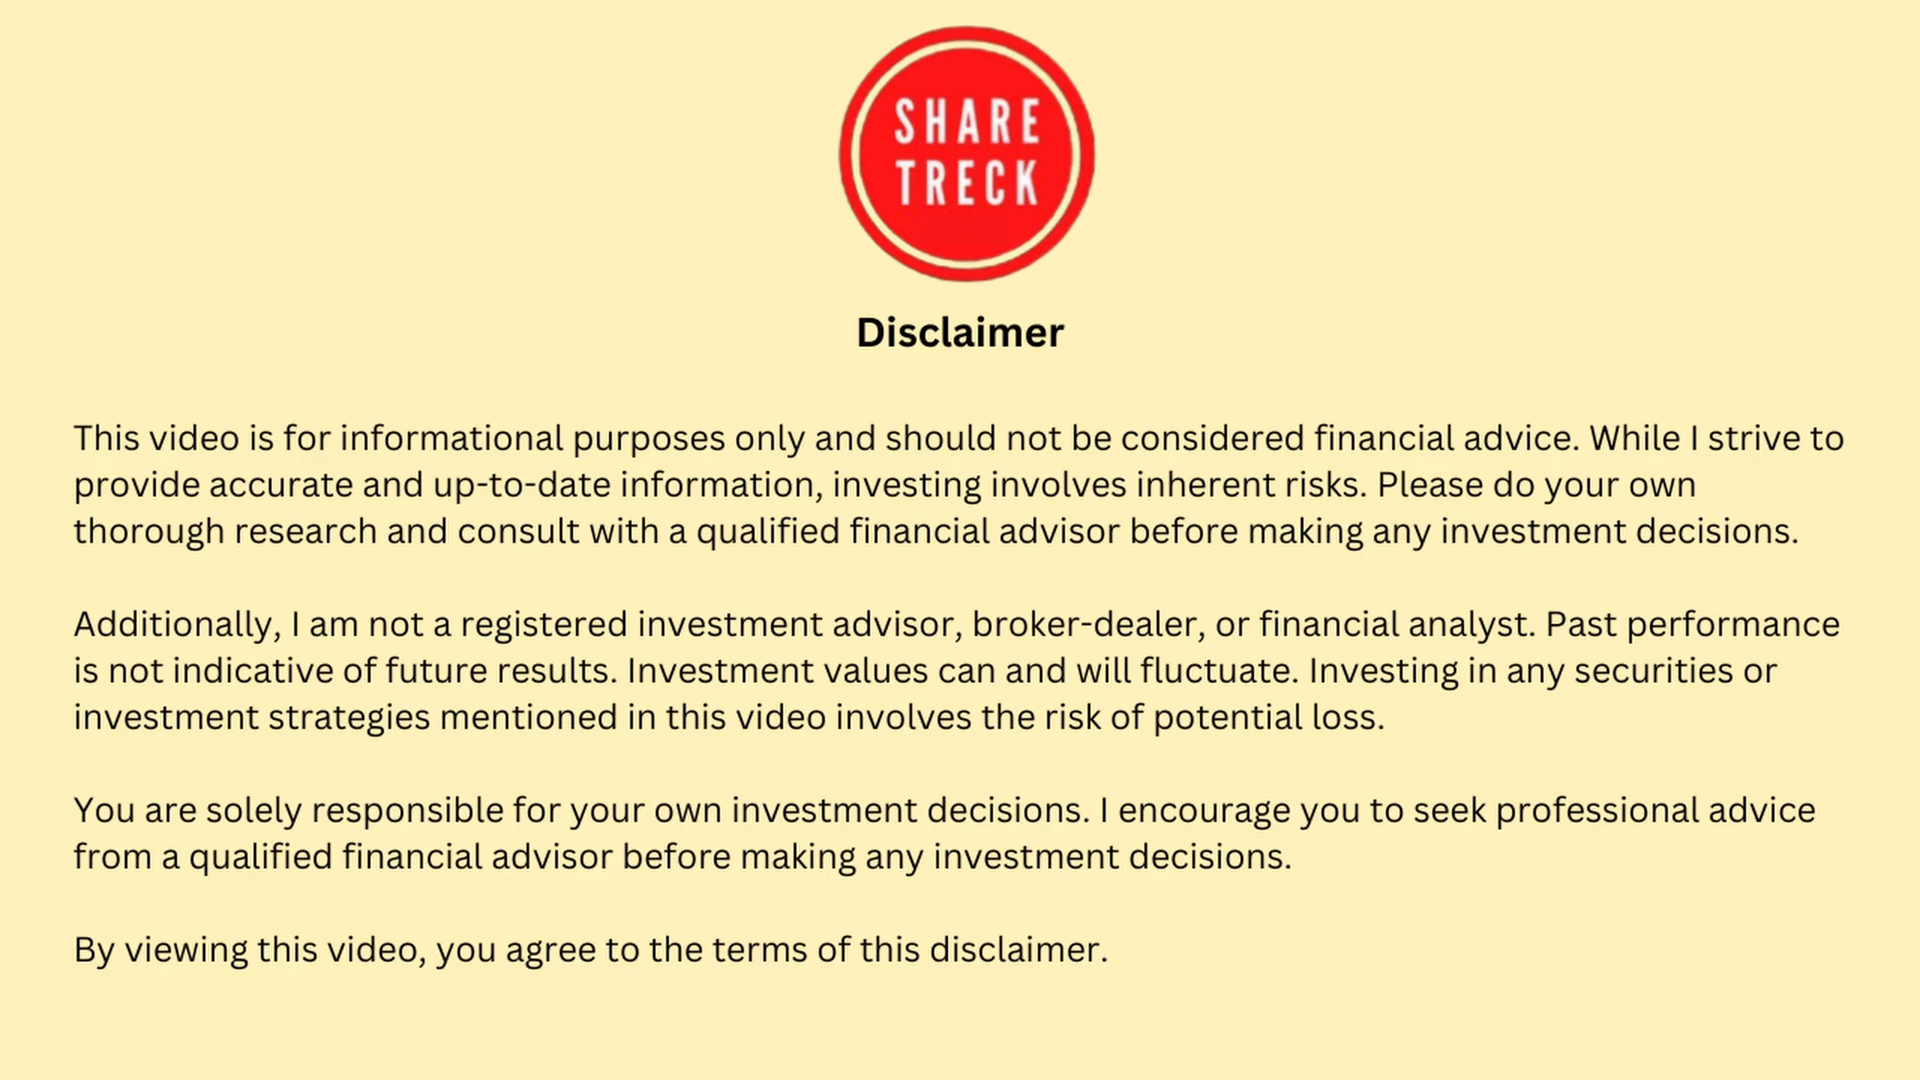 SHARE
TRECK
Disclaimer
This video is for informational purposes only and should not be considered financial advice. While I strive to
provide accurate and up-to-date information, investing involves inherent risks. Please do your own
thorough research and consult with a qualified financial advisor before making any investment decisions.
Additionally, I am not a registered investment advisor, broker-dealer, or financial analyst. Past performance
is not indicative of future results. Investment values can and will fluctuate. Investing in any securities or
investment strategies mentioned in this video involves the risk of potential loss.
You are solely responsible for your own investment decisions. I encourage you to seek professional advice
from a qualified financial advisor before making any investment decisions.
By viewing this video, you agree to the terms of this disclaimer.